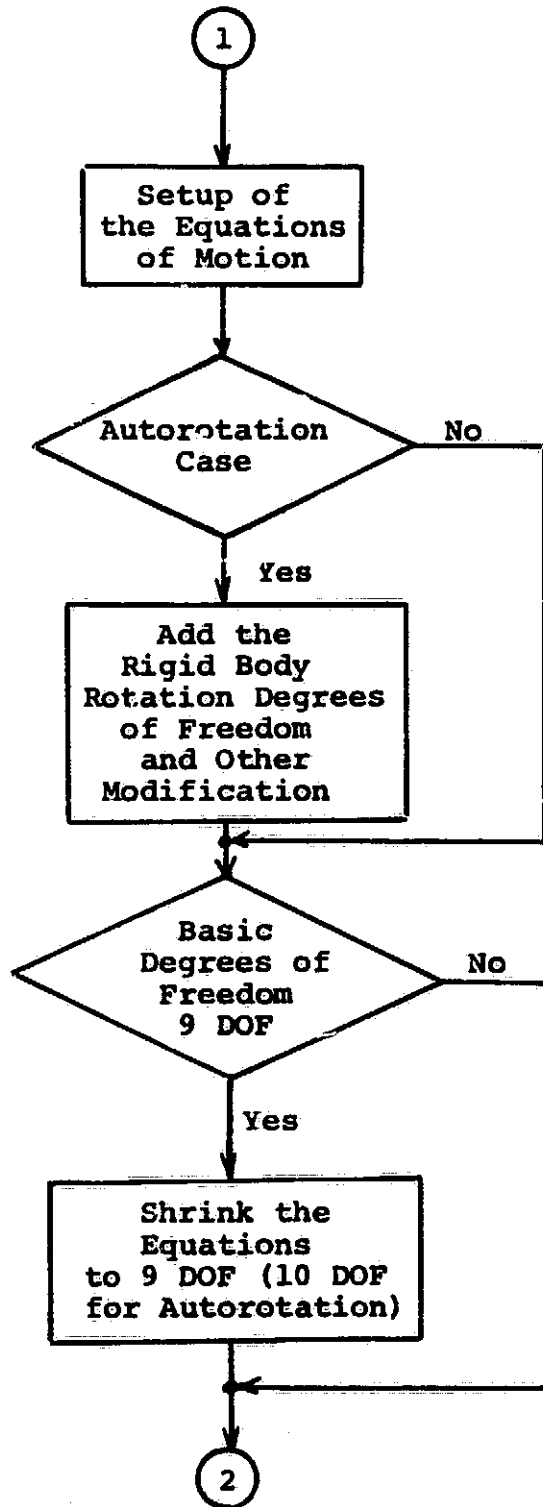 1
Setup of
the Equations
of Motion
Autorotation
Case
No
Yes
Add the
Rigid Body
Rotation Degrees
of Freedom
and Other
Modification
Basic
Degrees of
Freedom
9 DOF
No
Yes
Shrink the
Equations
to 9 DOF (10 DOF
for Autorotation)
2